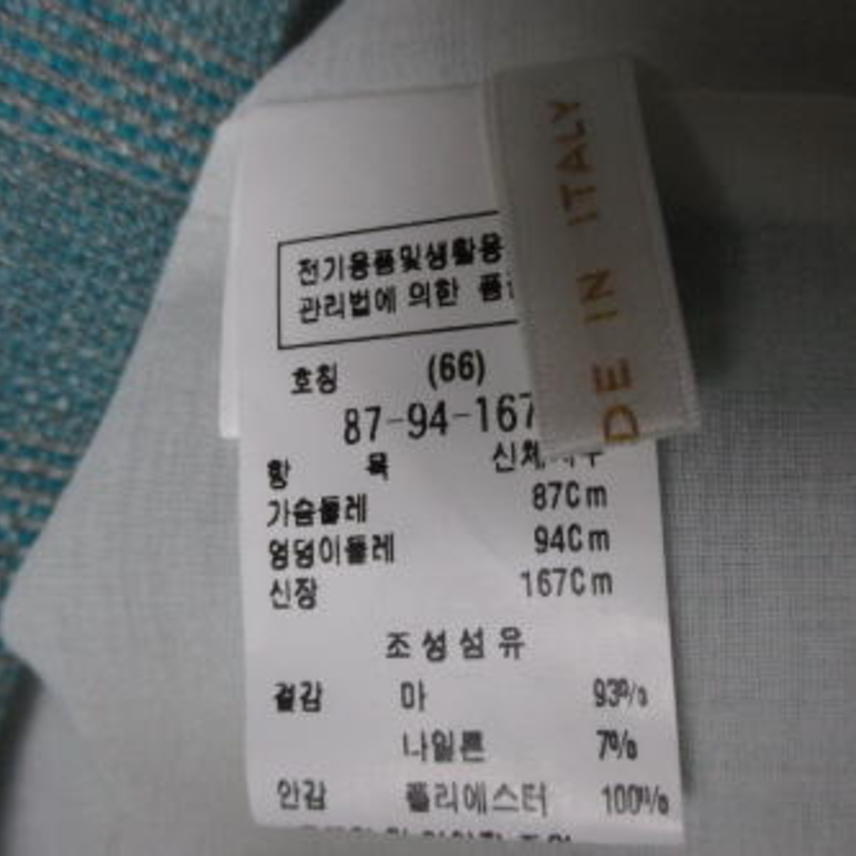 DE IN ITALY
전기용품및생활용
관리법에 의한 품
호칭 (66)
87-94-167
항 목 신체
가슴둘레 87Cm
엉덩이둘레 94Cm
신장 167Cm
조성섬유
겉감 마 93%
나일론 7%
안감 폴리에스터 100%